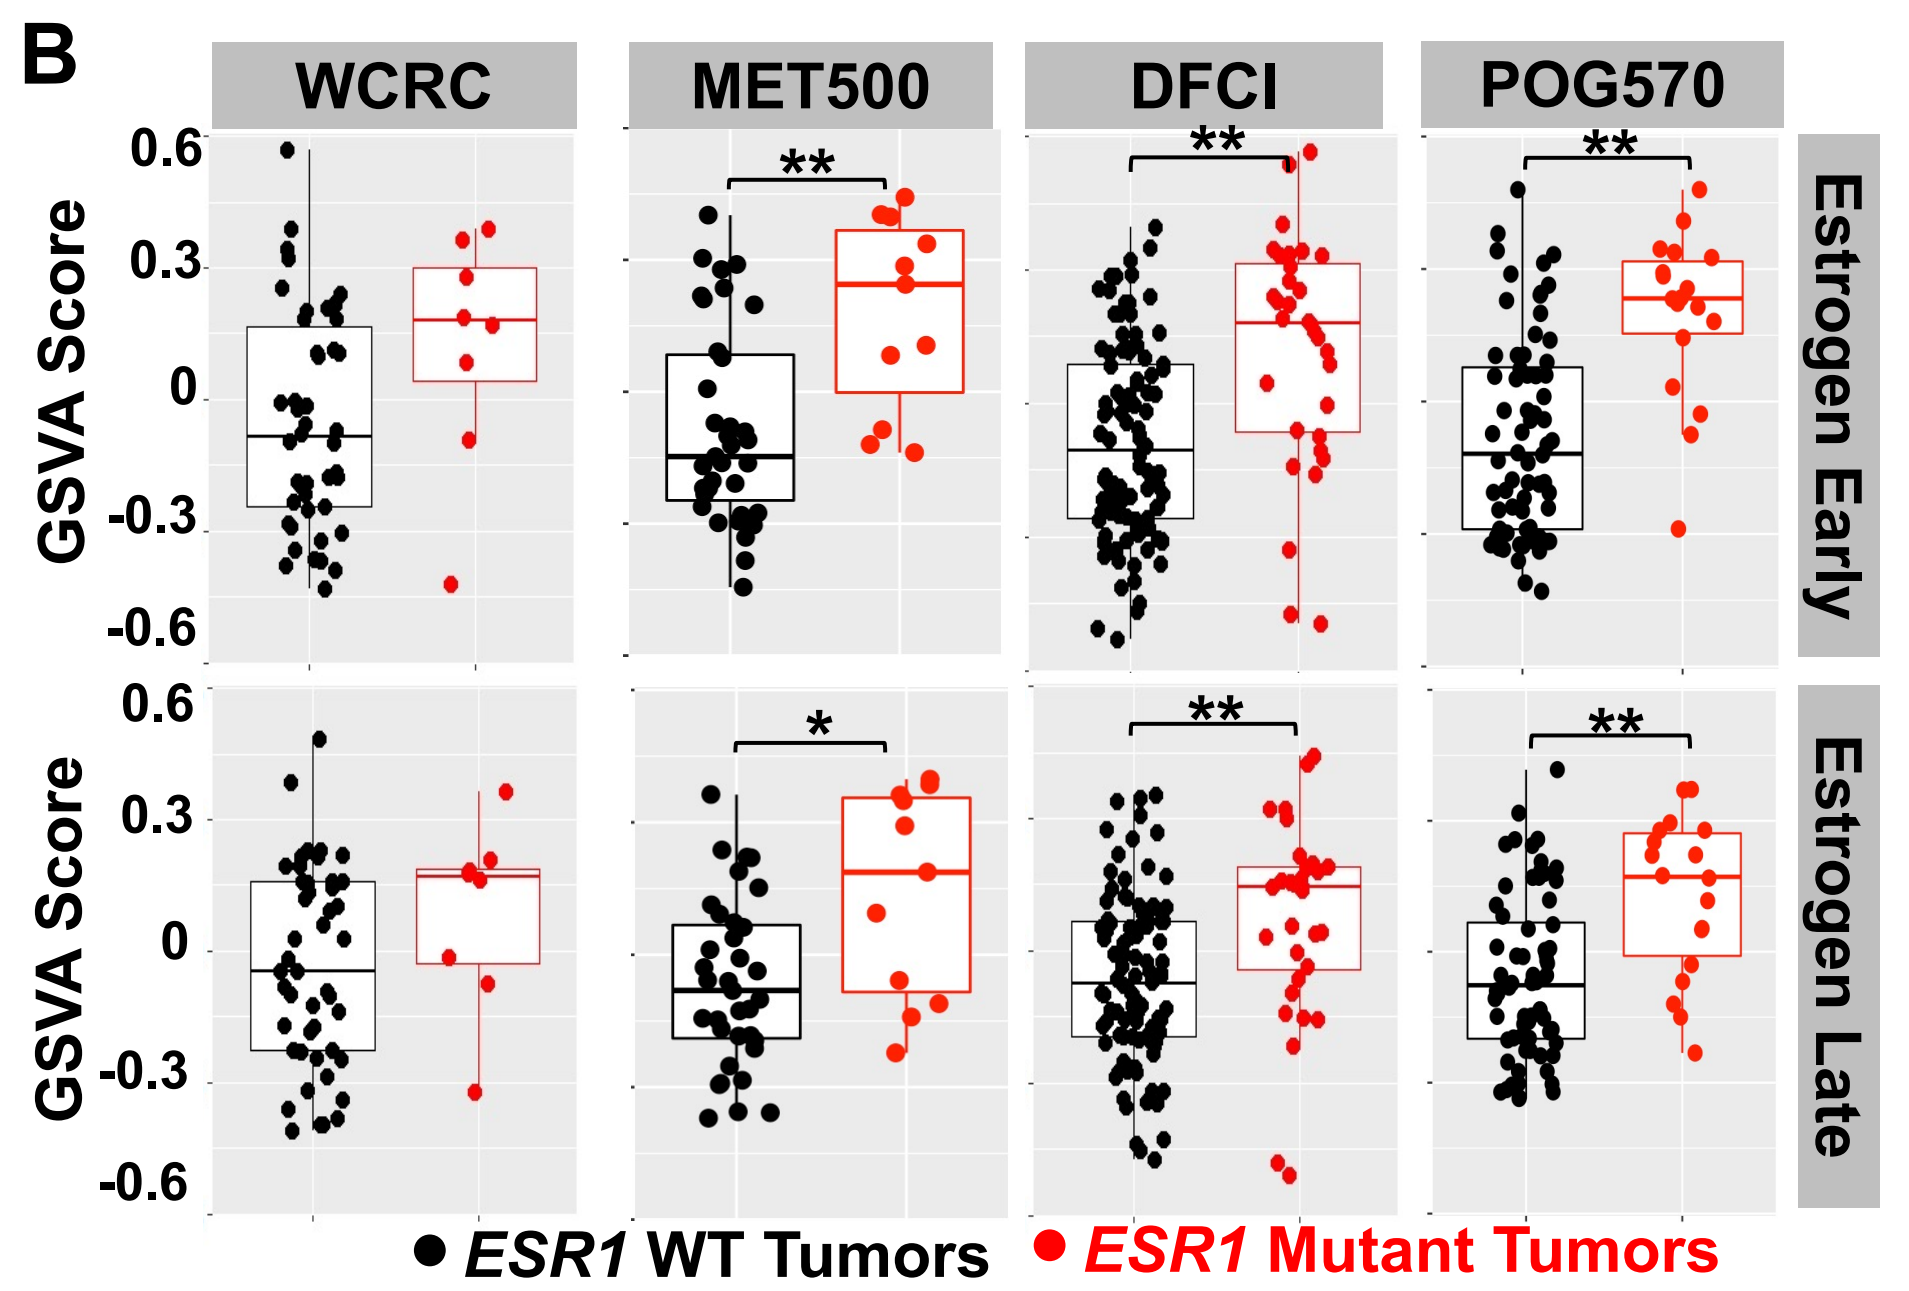 B
WCRC
MET500
DFCI
POG570
0.6
0.3
0
-0.3
-0.6
GSVA Score
**
**
**
Estrogen Early
0.6
0.3
0
-0.3
-0.6
GSVA Score
*
**
**
Estrogen Late
ESR1 WT Tumors
ESR1 Mutant Tumors